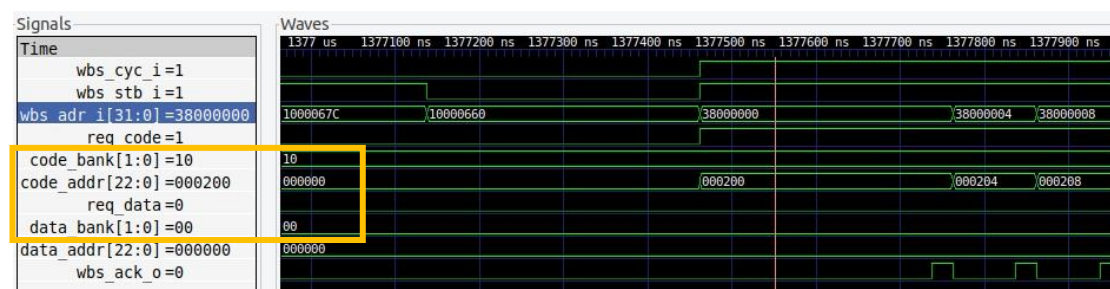 Signals Waves
Time 1377 us 1377100 ns 1377200 ns 1377300 ns 1377400 ns 1377500 ns 1377600 ns 1377700 ns 1377800 ns 1377900 ns
wbs_cyc_i=1
wbs_stb_i=1
wbs_adr_i[31:0]=38000000 1000067C 10000660 38000000 38000004 38000008
req_code=1
code_bank[1:0]=10 10
code_addr[22:0]=000200 000000 000200 000204 000208
req_data=0
data_bank[1:0]=00 00
data_addr[22:0]=000000 000000
wbs_ack_o=0